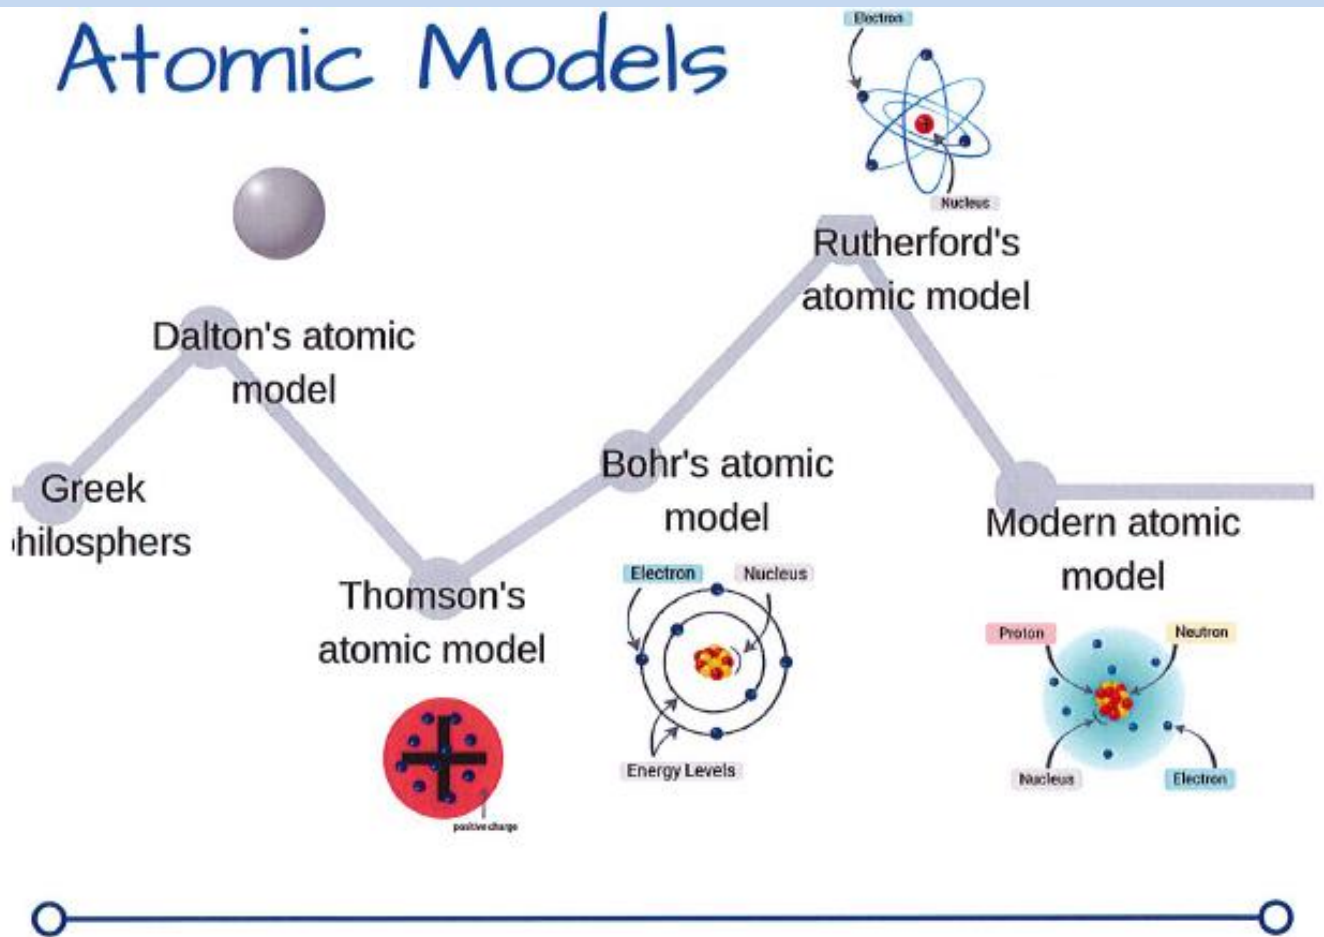 Atomic Models
Electron
Nucleus
Rutherford's
atomic model
Dalton's atomic
model
Greek
hilosphers
Bohr's atomic
model
Electron
Nucleus
Energy Levels
Thomson's
atomic model
positive charge
Modern atomic
model
Proton
Neutron
Nucleus
Electron